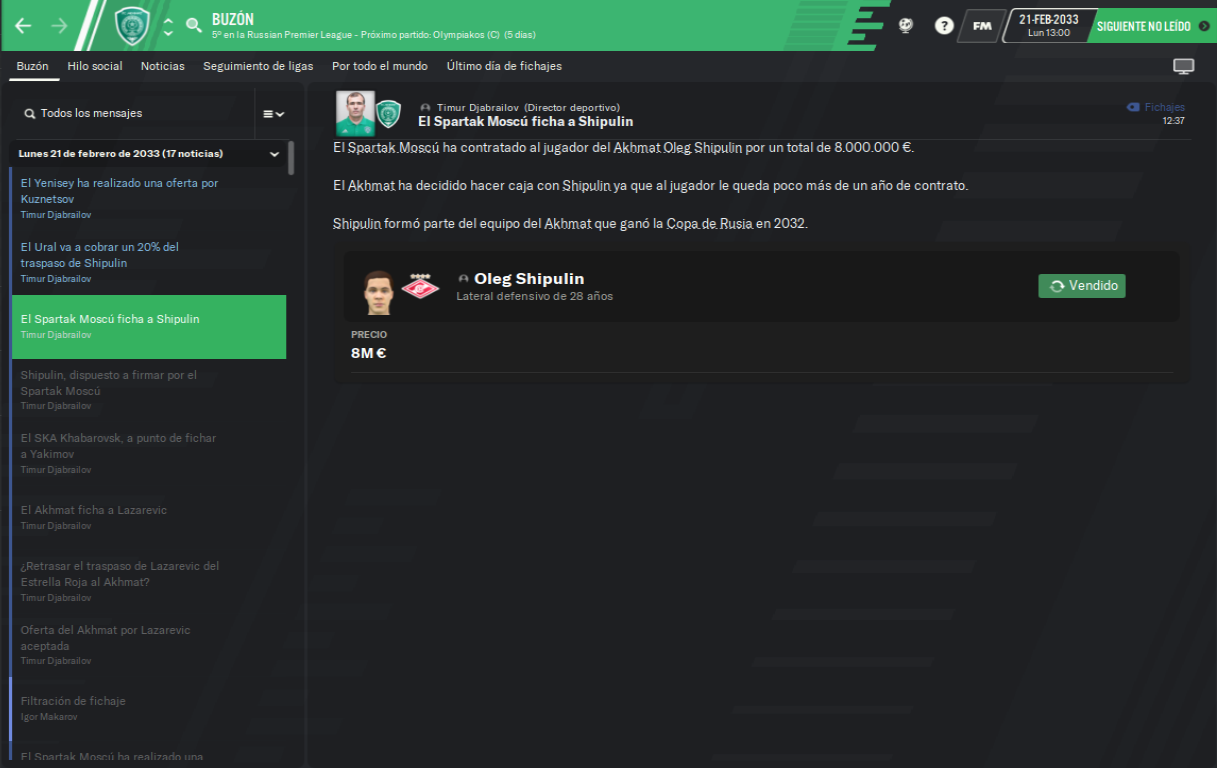 BUZÓN
5º en la Russian Premier League - Próximo partido: Olympiakos (C) (5 días)
?
FM
21-FEB-2033
Lun 13:00
SIGUIENTE NO LEÍDO
Buzón
Hilo social
Noticias
Seguimiento de ligas
Por todo el mundo
Último día de fichajes
Todos los mensajes
Lunes 21 de febrero de 2033 (17 noticias)
El Yenisey ha realizado una oferta por
Kuznetsov
Timur Djabrailov
El Ural va a cobrar un 20% del
traspaso de Shipulin
Timur Djabrailov
El Spartak Moscú ficha a Shipulin
Timur Djabrailov
Shipulin, dispuesto a firmar por el
Spartak Moscú
Timur Djabrailov
El SKA Khabarovsk, a punto de fichar
a Yakimov
Timur Djabrailov
El Akhmat ficha a Lazarevic
Timur Djabrailov
¿Retrasar el traspaso de Lazarevic del
Estrella Roja al Akhmat?
Timur Djabrailov
Oferta del Akhmat por Lazarevic
aceptada
Timur Djabrailov
Filtración de fichaje
Igor Makarov
El Spartak Moscú ha realizado una
Timur Djabrailov (Director deportivo)
El Spartak Moscú ficha a Shipulin
Fichajes
12:37
El Spartak Moscú ha contratado al jugador del Akhmat Oleg Shipulin por un total de 8.000.000 €.
El Akhmat ha decidido hacer caja con Shipulin ya que al jugador le queda poco más de un año de contrato.
Shipulin formó parte del equipo del Akhmat que ganó la Copa de Rusia en 2032.
Oleg Shipulin
Lateral defensivo de 28 años
Vendido
PRECIO
8M €